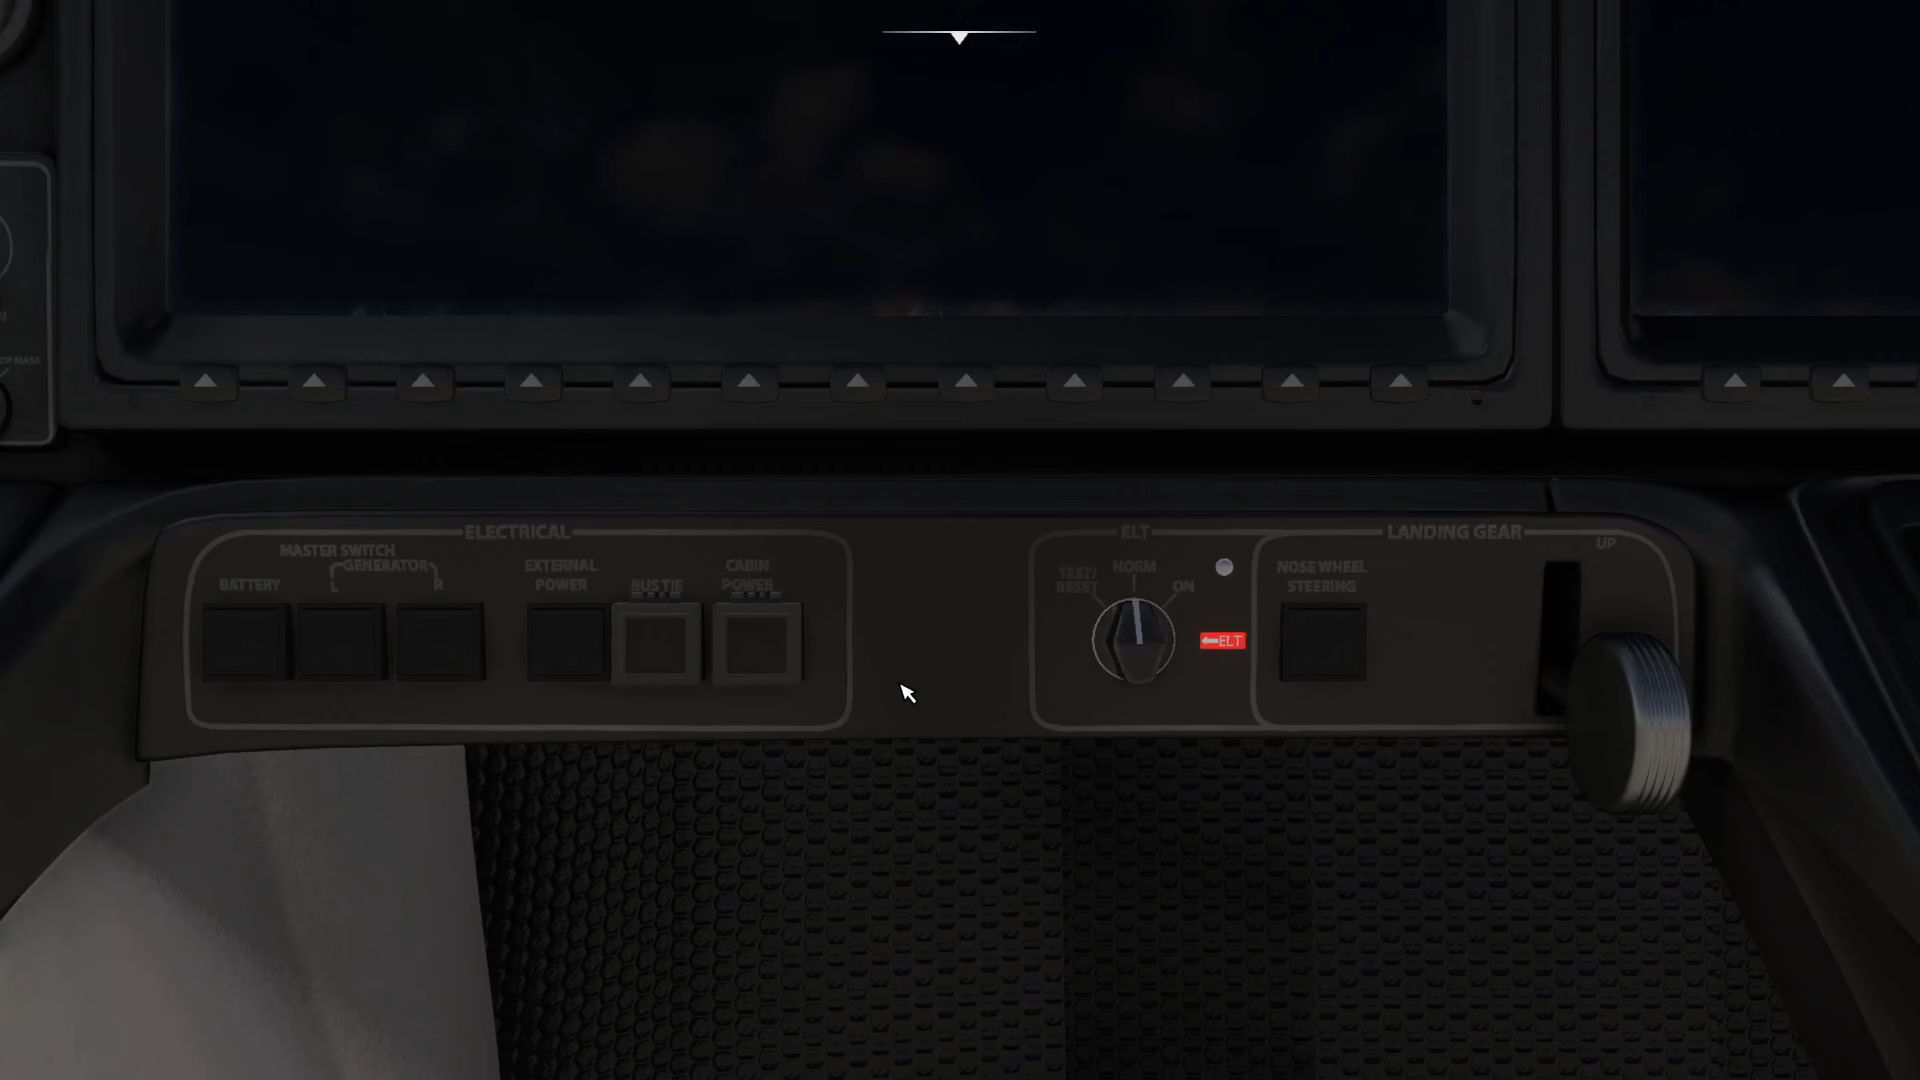 ELECTRICAL
MASTER SWITCH
GENERATOR
BATTERY
L
R
EXTERNAL
POWER
BUS TIE
CABIN
POWER
ELT
TEST/
RESET
NORM
ON
←ELT
LANDING GEAR
UP
NOSE WHEEL
STEERING